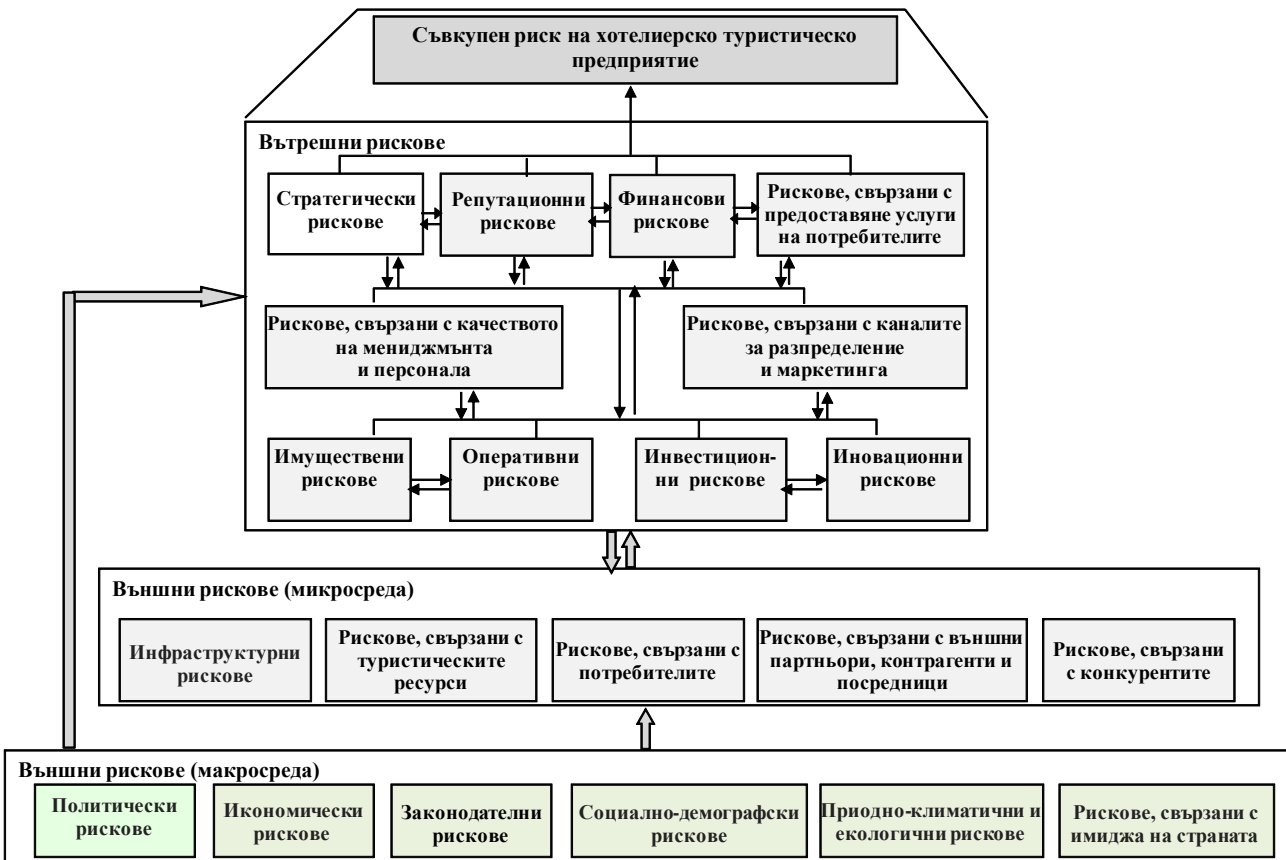 Съвкупен риск на хотелиерско туристическо
предприятие
Вътрешни рискове
Стратегически
рискове
Репутационни
рискове
Финансови
рискове
Рискове, свързани с
предоставяне услуги
на потребителите
Рискове, свързани с качеството
на мениджмънта
и персонала
Рискове, свързани с каналите
за разпределение
и маркетинга
Имуществени
рискове
Оперативни
рискове
Инвестицион-
ни рискове
Иновационни
рискове
Външни рискове (микросреда)
Инфраструктурни
рискове
Рискове, свързани с
туристическите
ресурси
Рискове, свързани с
потребителите
Рискове, свързани с външни
партньори, контрагенти и
посредници
Рискове, свързани
с конкурентите
Външни рискове (макросреда)
Политически
рискове
Икономически
рискове
Законодателни
рискове
Социално-демографски
рискове
Приодно-климатични и
екологични рискове
Рискове, свързани с
имиджа на страната